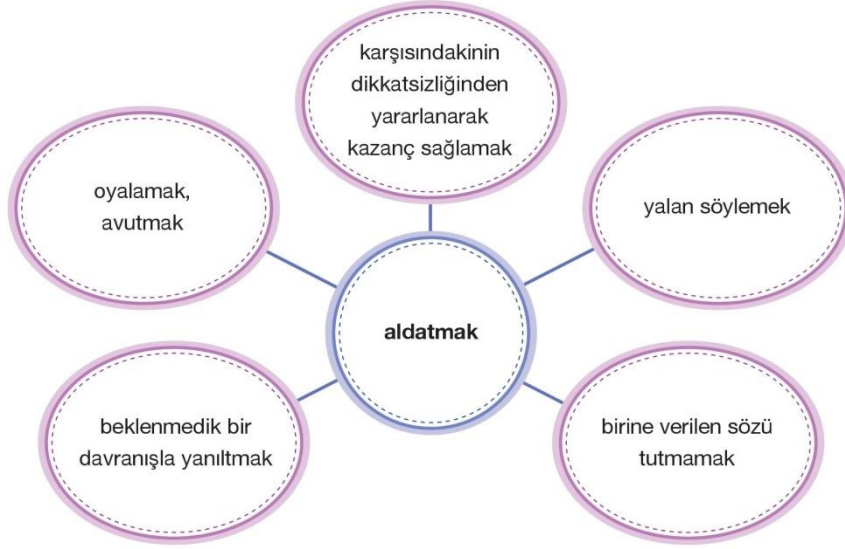 karşısındakinin
dikkatsizliğinden
yararlanarak
kazanç sağlamak
oyalamak,
avutmak
yalan söylemek
aldatmak
beklenmedik bir
davranışla yanıltmak
birine verilen sözü
tutmamak